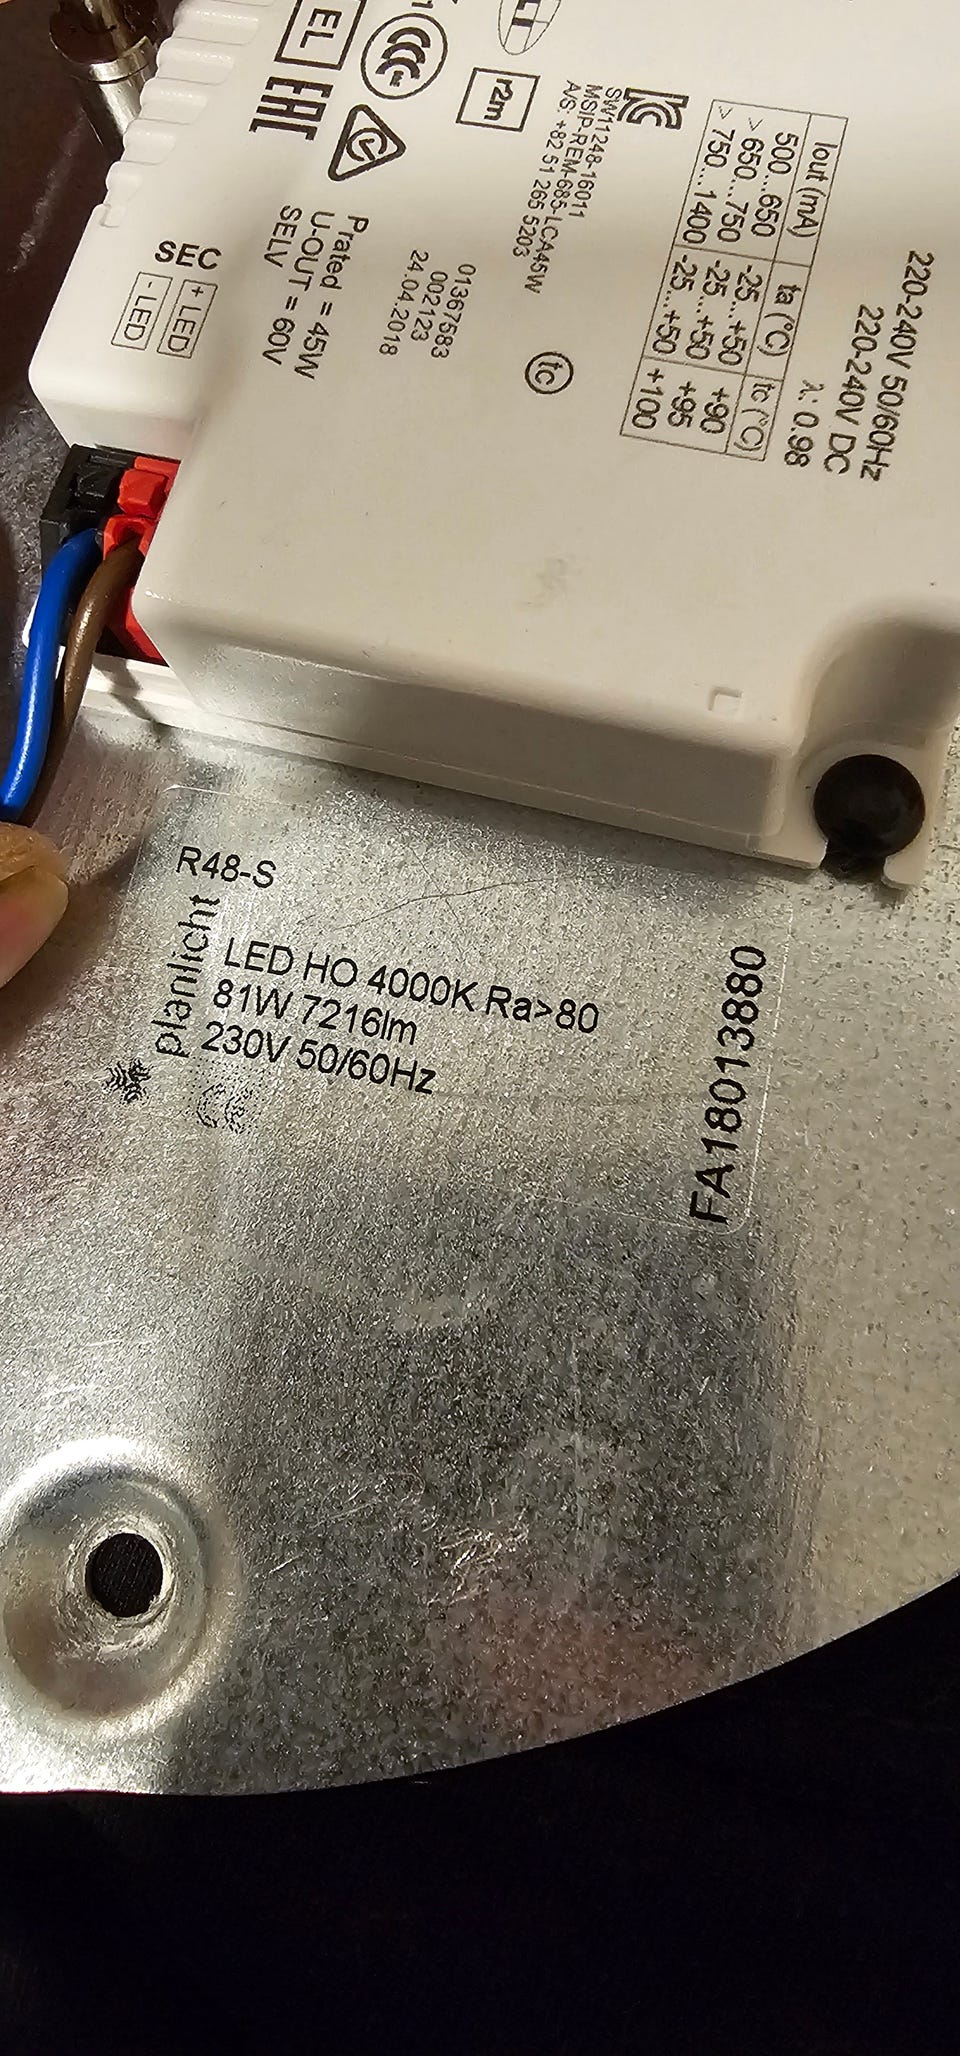 EL
EAC
r2m
SW11248-16011
MSIP-REM-685-LCA45W
A/S: +82 51 265 5203
Iout (mA) ta (°C) tc (°C)
500...650 -25...+50 +90
>650...750 -25...+50 +95
>750...1400 -25...+50 +100
220-240V 50/60Hz
220-240V DC
λ: 0.98
SEC
+ LED
- LED
Prated = 45W
U-OUT = 60V
SELV
01367583
002123
24.04.2018
tc
R48-S
planlicht
LED HO 4000K Ra>80
81W 7216lm
230V 50/60Hz
CE
FA18013880